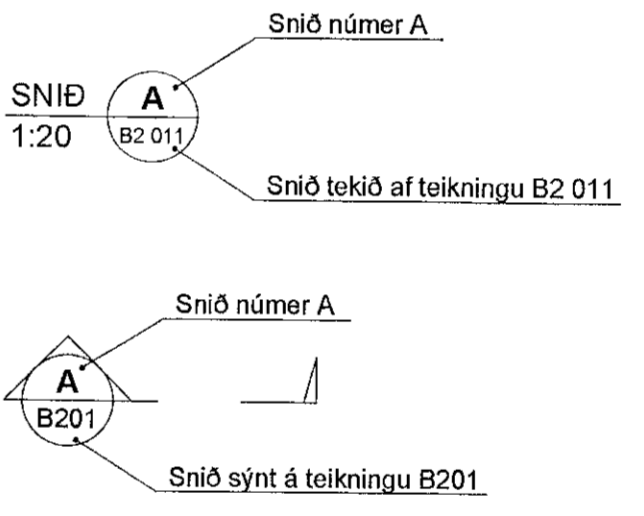 Snið númer A
SNIÐ
1:20
A
B2 011
Snið tekið af teikningu B2 011
Snið númer A
A
B201
Snið sýnt á teikningu B201